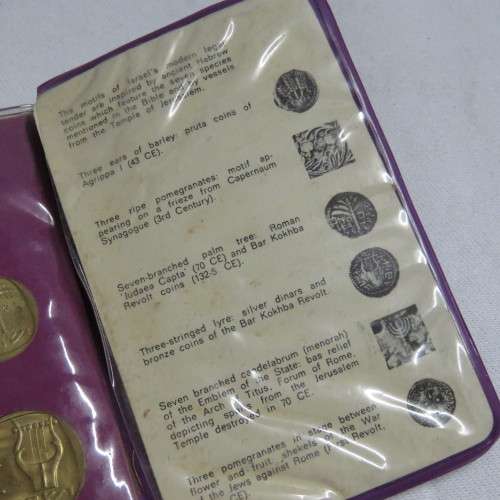 The motifs of Israel's modern legal
tender are inspired by ancient Hebrew
coins which feature the seven species
mentioned in the Bible and vessels
from the Temple of Jerusalem.
Three ears of barley: pruta coins of
Agrippa I (43 CE).
Three ripe pomegranates: motif ap-
pearing on a frieze from Capernaum
Synagogue (3rd Century).
Seven-branched palm tree: Roman
'Iudaea Capta' (70 CE) and Bar Kokhba
Revolt coins (132-5 CE).
Three-stringed lyre: silver dinars and
bronze coins of the Bar Kokhba Revolt.
Seven branched candelabrum (menorah)
of the Emblem of the State: bas relief
of the Arch of Titus, Forum of Rome,
depicting spoils from the Jerusalem
Temple destroyed in 70 CE.
Three pomegranates in stage between
flower and fruit, shekels of the War
of the Jews against Rome (First Revolt,